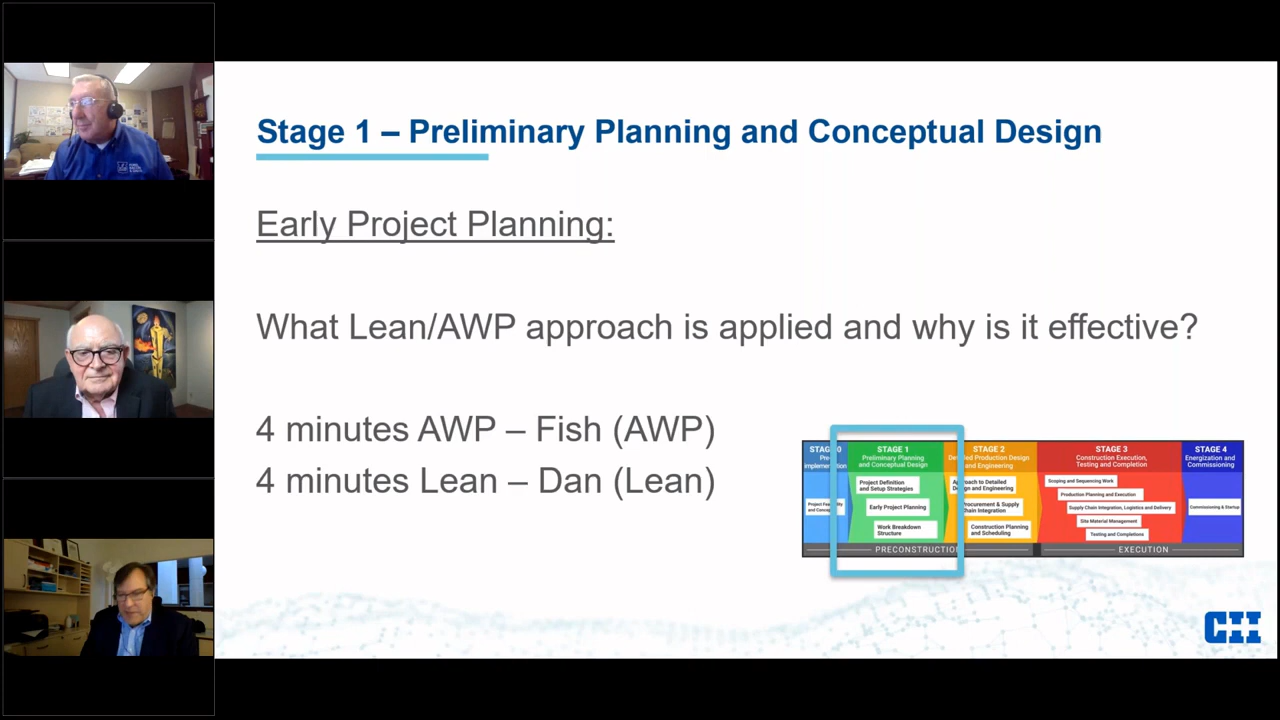 Stage 1 – Preliminary Planning and Conceptual Design
Early Project Planning:
What Lean/AWP approach is applied and why is it effective?
4 minutes AWP – Fish (AWP)
4 minutes Lean – Dan (Lean)
STAGE 1
Preliminary Planning
and Conceptual Design
Project Definition
and Setup Strategies
Early Project Planning
Work Breakdown
Structure
STAGE 2
Design
and Engineering
Approach to Detailed
Design and Engineering
Procurement & Supply
Chain Integration
Construction Planning
and Scheduling
PRECONSTRUCTION
STAGE 3
Construction Execution,
Testing and Completion
Scoping and Sequencing Work
Production Planning and Execution
Supply Chain Integration, Logistics and Delivery
Site Material Management
Testing and Completions
EXECUTION
STAGE 4
Energization and
Commissioning
Commissioning & Startup
CII